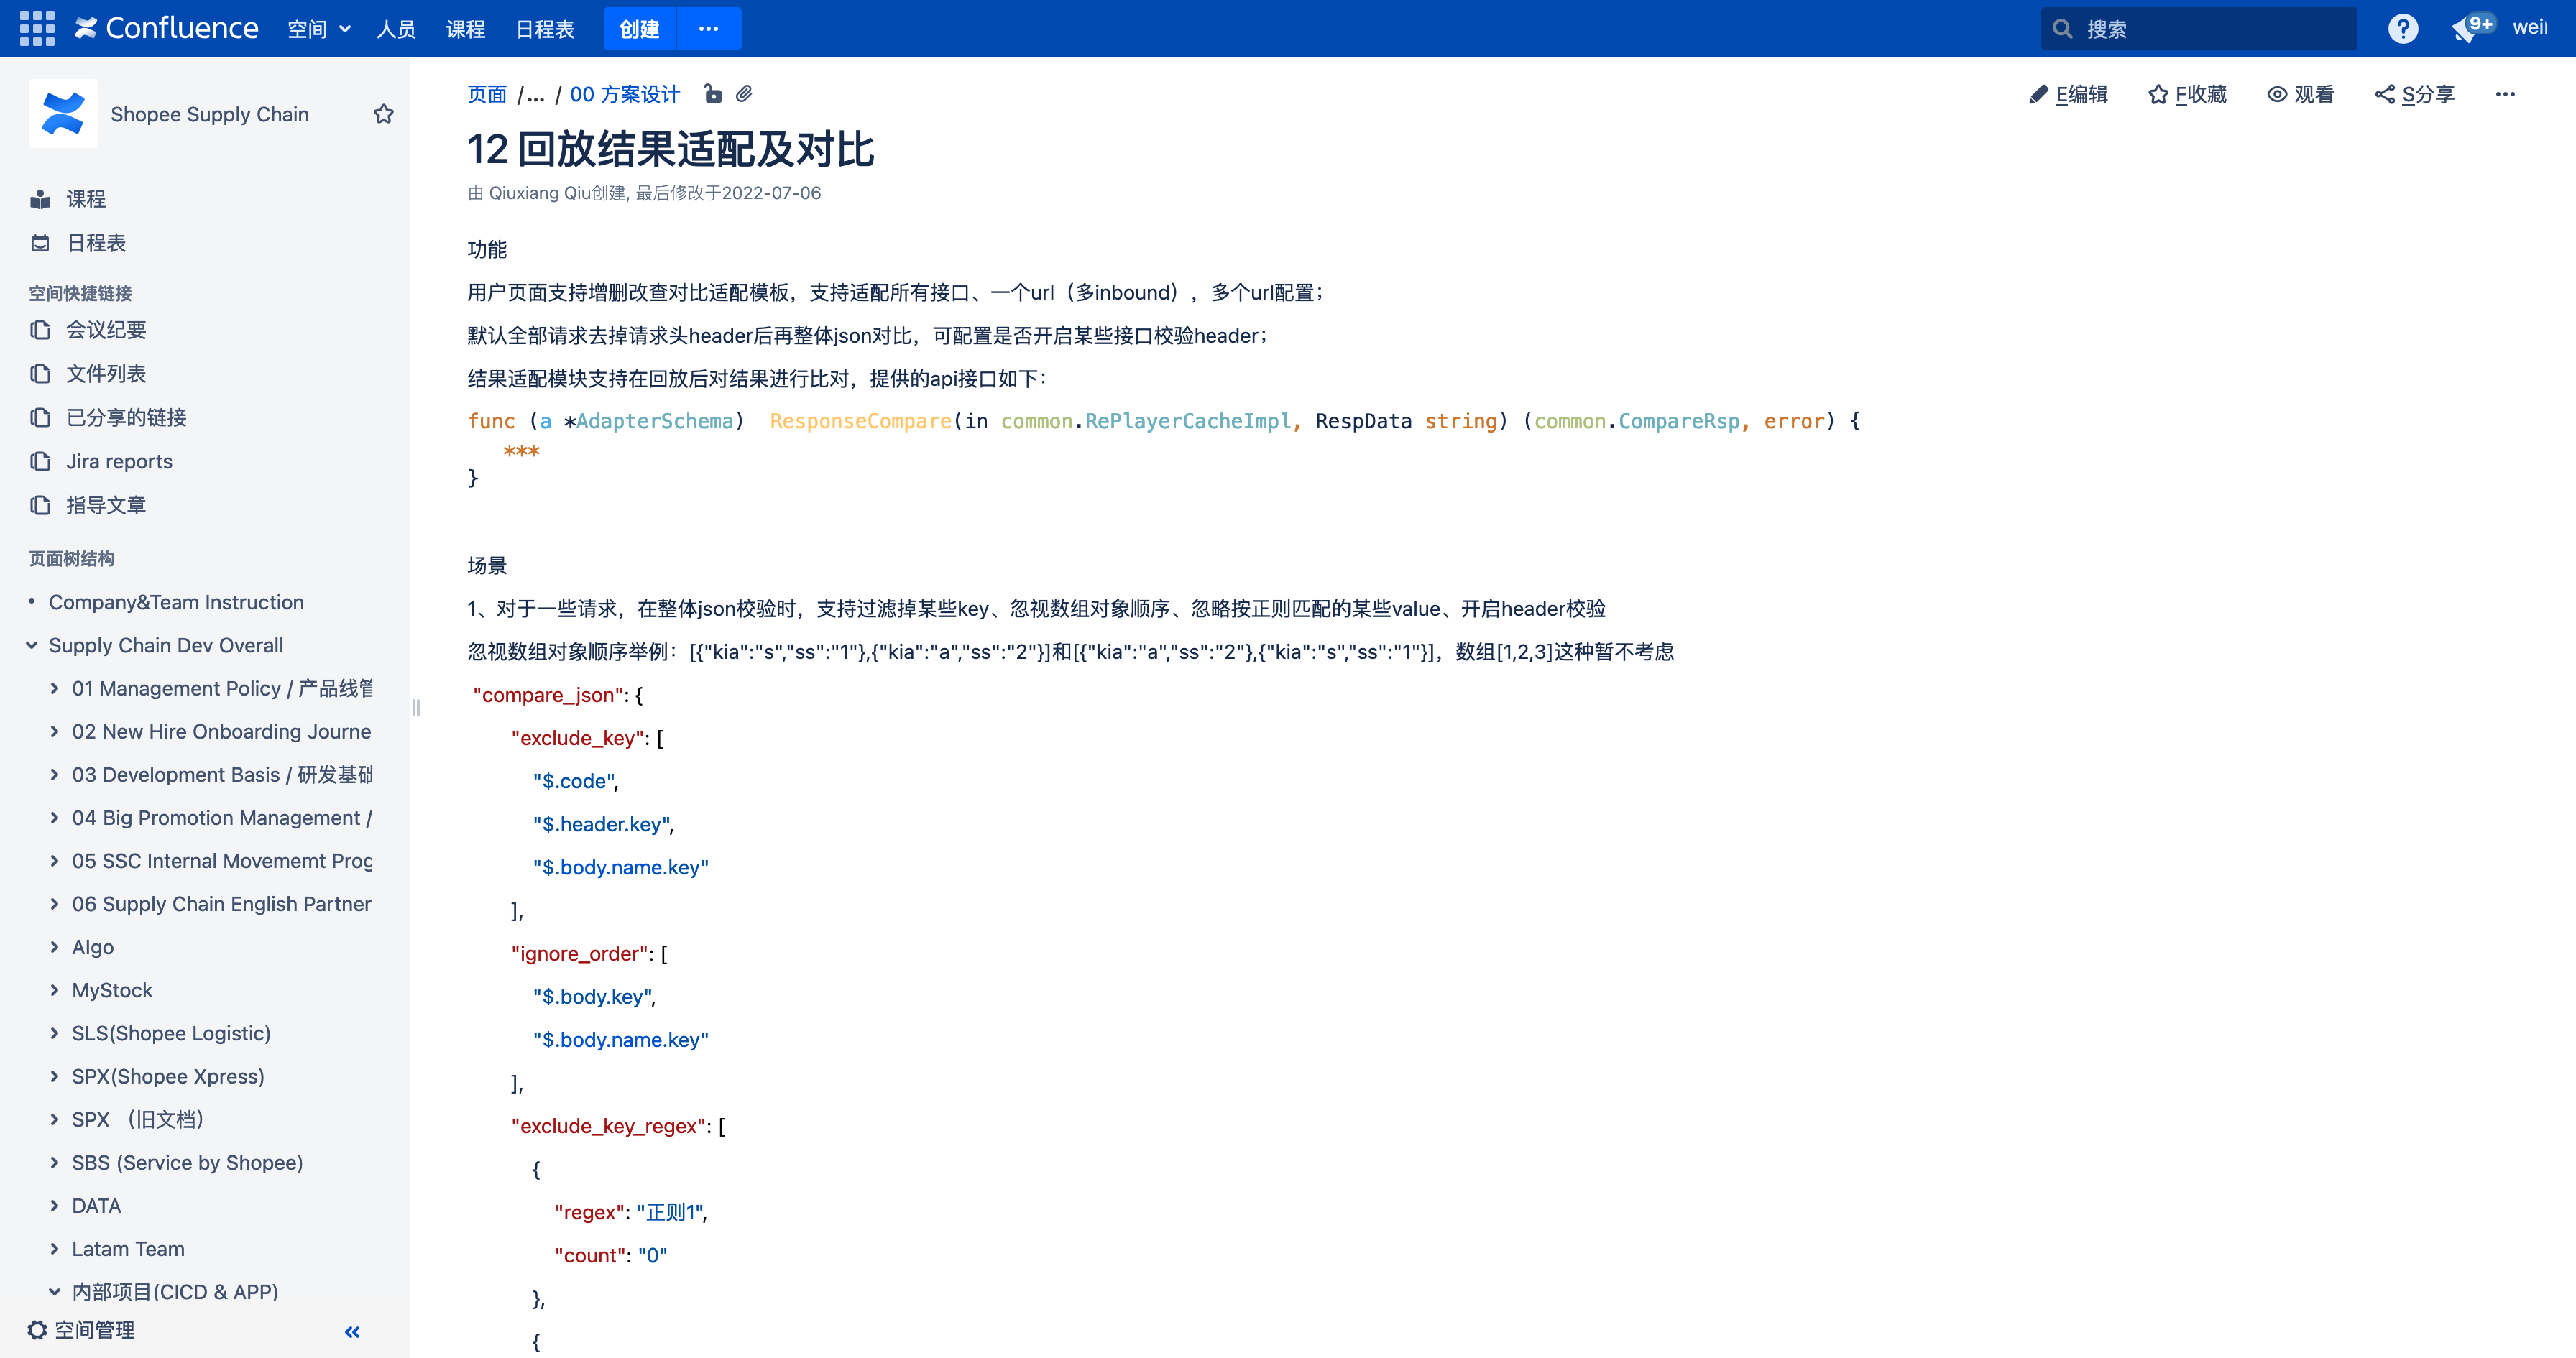 Confluence 空间 人员 课程 日程表 创建 ··· 搜索 ? 9+
Shopee Supply Chain
课程
日程表
空间快捷链接
会议纪要
文件列表
已分享的链接
Jira reports
指导文章
页面树结构
• Company&Team Instruction
Supply Chain Dev Overall
01 Management Policy / 产品线管
02 New Hire Onboarding Journe
03 Development Basis / 研发基础
04 Big Promotion Management /
05 SSC Internal Movememt Prog
06 Supply Chain English Partner
Algo
MyStock
SLS(Shopee Logistic)
SPX(Shopee Xpress)
SPX （旧文档）
SBS (Service by Shopee)
DATA
Latam Team
内部项目(CICD & APP)
空间管理
页面 /... / 00 方案设计
E编辑 F收藏 观看 S分享 ···
12 回放结果适配及对比
由 Qiuxiang Qiu创建, 最后修改于2022-07-06
功能
用户页面支持增删改查对比适配模板，支持适配所有接口、一个url（多inbound），多个url配置；
默认全部请求去掉请求头header后再整体json对比，可配置是否开启某些接口校验header；
结果适配模块支持在回放后对结果进行比对，提供的api接口如下：
func (a *AdapterSchema) ResponseCompare(in common.RePlayerCacheImpl, RespData string) (common.CompareRsp, error) {
***
}
场景
1、对于一些请求，在整体json校验时，支持过滤掉某些key、忽视数组对象顺序、忽略按正则匹配的某些value、开启header校验
忽视数组对象顺序举例：[{"kia":"s","ss":"1"},{"kia":"a","ss":"2"}]和[{"kia":"a","ss":"2"},{"kia":"s","ss":"1"}]，数组[1,2,3]这种暂不考虑
"compare_json": {
"exclude_key": [
"$.code",
"$.header.key",
"$.body.name.key"
],
"ignore_order": [
"$.body.key",
"$.body.name.key"
],
"exclude_key_regex": [
{
"regex": "正则1",
"count": "0"
},
{